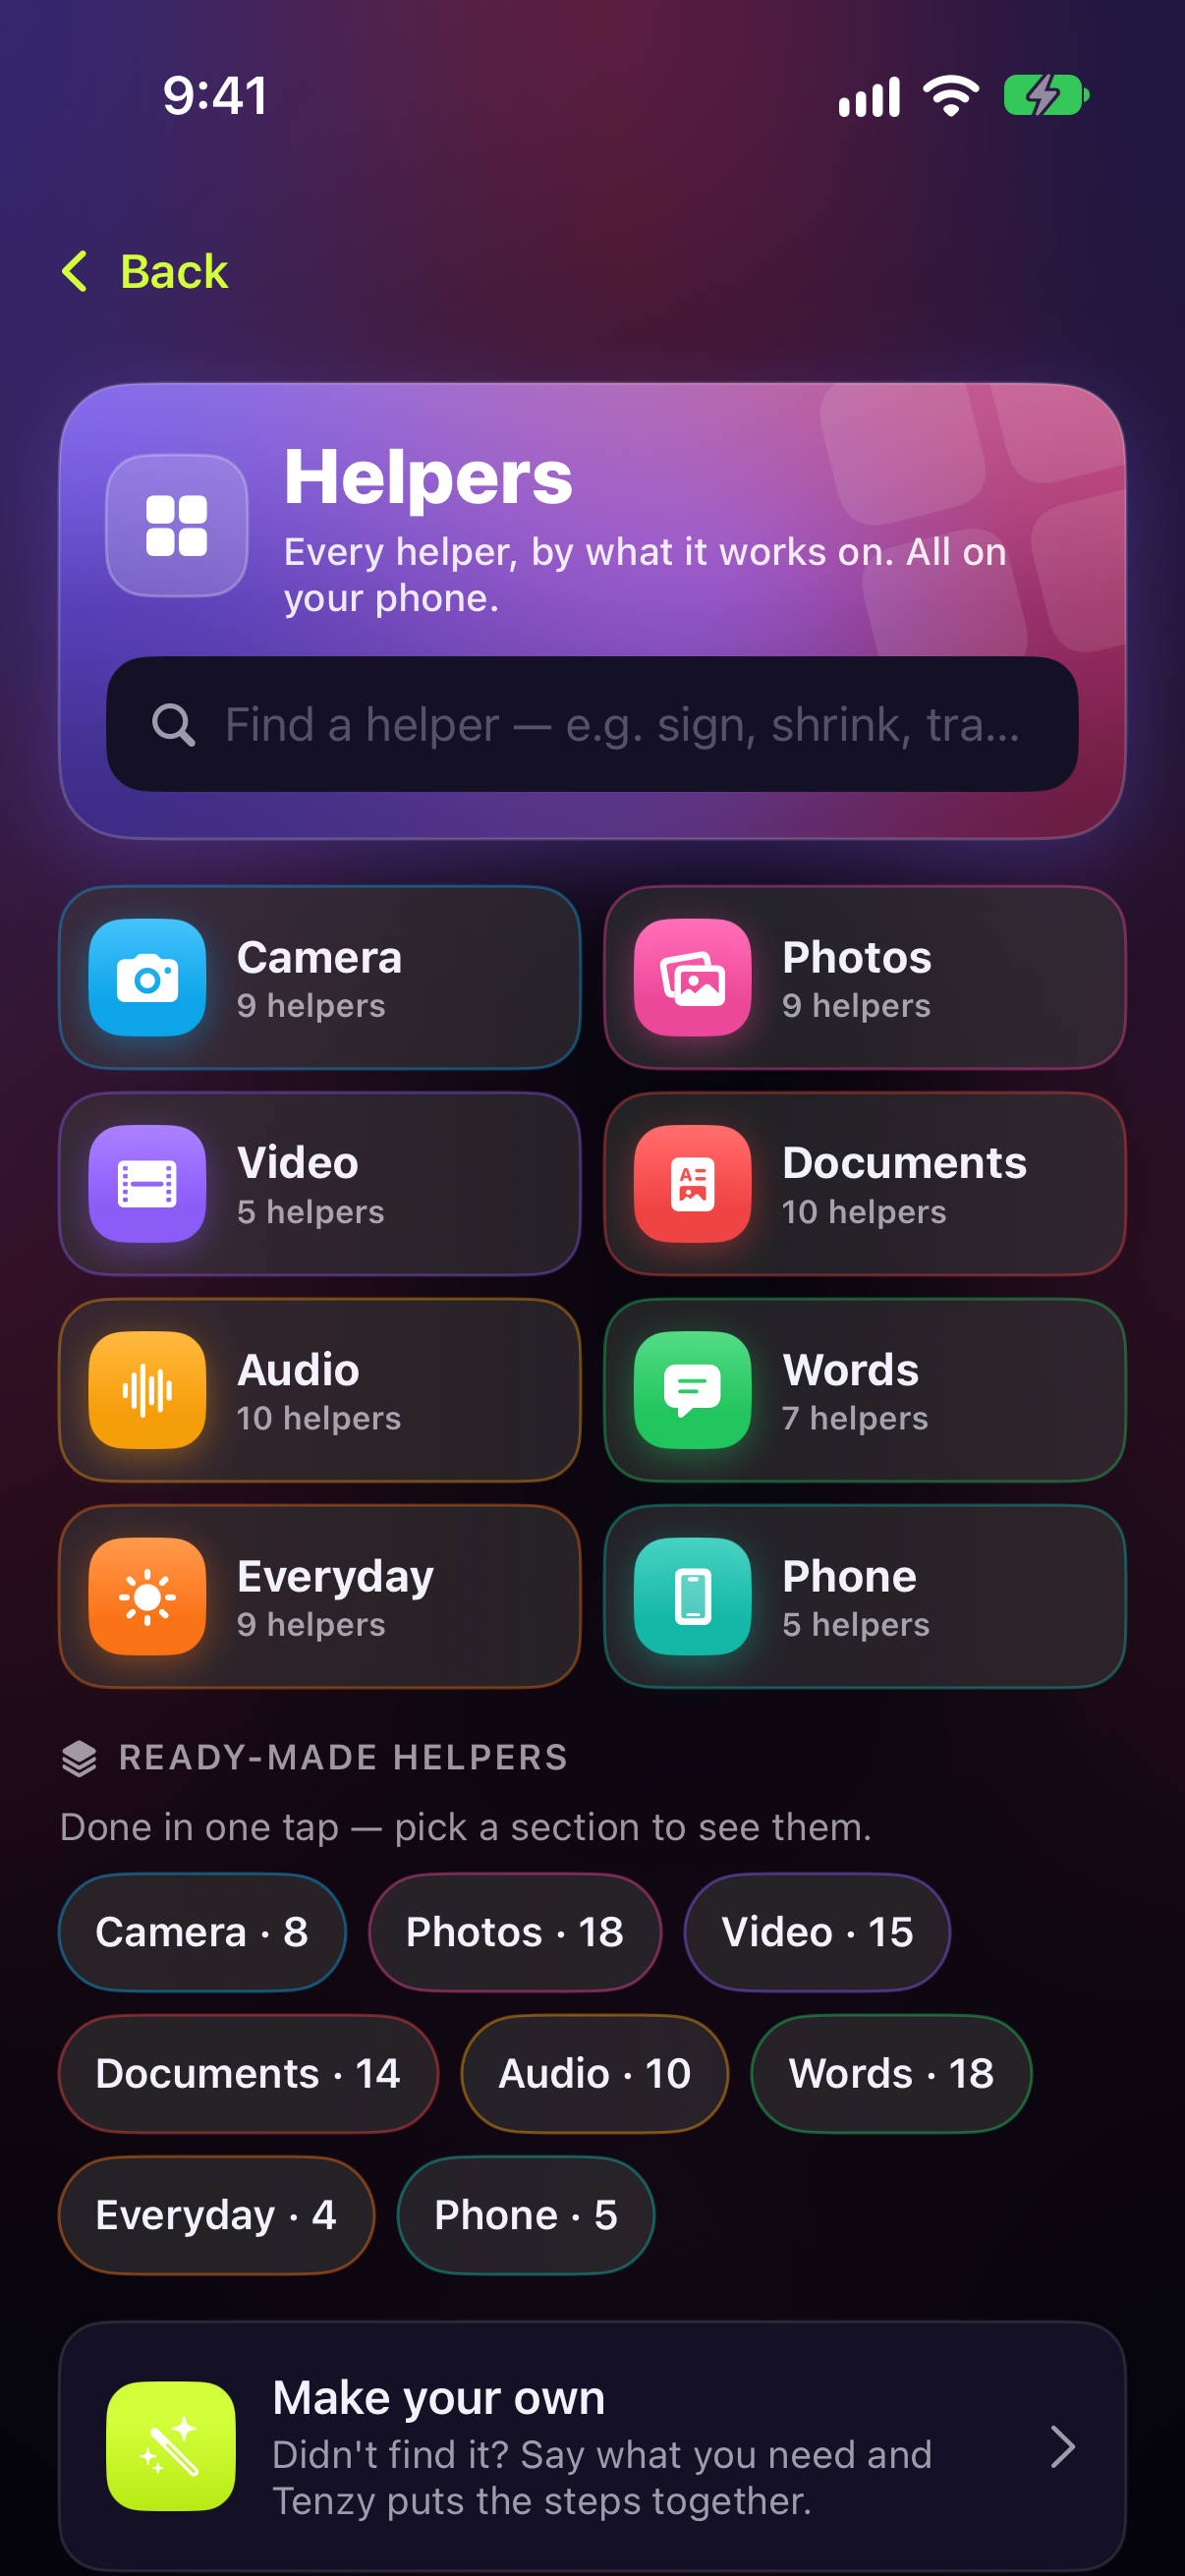 9:41
Back
Helpers
Every helper, by what it works on. All on
your phone.
Find a helper — e.g. sign, shrink, tra...
Camera
9 helpers
Photos
9 helpers
Video
5 helpers
Documents
10 helpers
Audio
10 helpers
Words
7 helpers
Everyday
9 helpers
Phone
5 helpers
READY-MADE HELPERS
Done in one tap — pick a section to see them.
Camera · 8
Photos · 18
Video · 15
Documents · 14
Audio · 10
Words · 18
Everyday · 4
Phone · 5
Make your own
Didn't find it? Say what you need and
Tenzy puts the steps together.